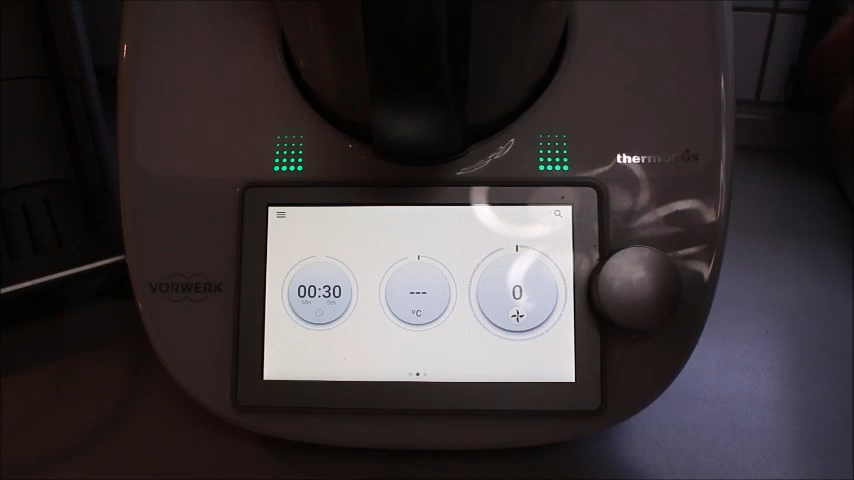 thermomix
VORWERK
00:30
Min. Sek.
---
°C
0